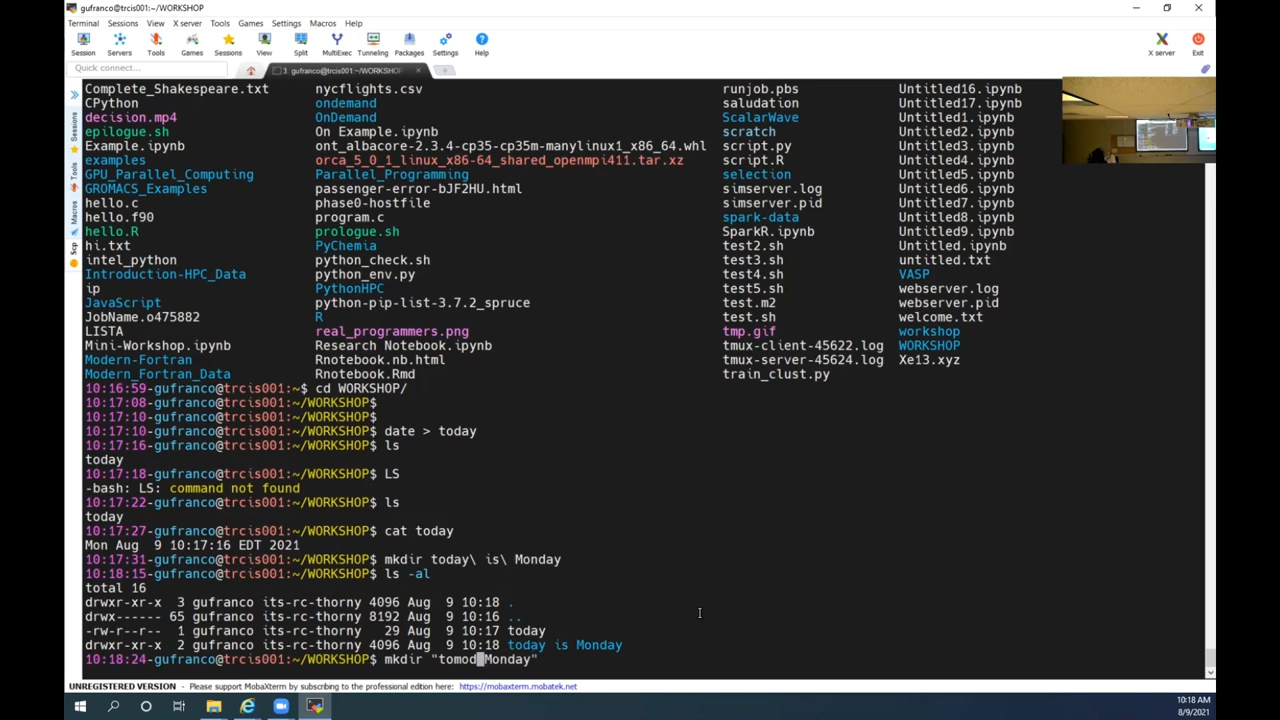 gufranco@trcis001:~/WORKSHOP
Terminal Sessions View X server Tools Games Settings Macros Help
Session Servers Tools Games Sessions View Split MultiExec Tunneling Packages Settings Help X server Exit
Quick connect...
3. gufranco@trcis001:~/WORKSHOP
Sessions
Tools
Macros
Scp
Complete_Shakespeare.txt nycflights.csv runjob.pbs Untitled16.ipynb
CPython ondemand saludation Untitled17.ipynb
decision.mp4 OnDemand ScalarWave Untitled1.ipynb
epilogue.sh On Example.ipynb scratch Untitled2.ipynb
Example.ipynb ont_albacore-2.3.4-cp35-cp35m-manylinux1_x86_64.whl script.py Untitled3.ipynb
examples orca_5_0_1_linux_x86-64_shared_openmpi411.tar.xz script.R Untitled4.ipynb
GPU_Parallel_Computing Parallel_Programming selection Untitled5.ipynb
GROMACS_Examples passenger-error-bJF2HU.html simserver.log Untitled6.ipynb
hello.c phase0-hostfile simserver.pid Untitled7.ipynb
hello.f90 program.c spark-data Untitled8.ipynb
hello.R prologue.sh SparkR.ipynb Untitled9.ipynb
hi.txt PyChemia test2.sh Untitled.ipynb
intel_python python_check.sh test3.sh untitled.txt
Introduction-HPC_Data python_env.py test4.sh VASP
ip PythonHPC test5.sh webserver.log
JavaScript python-pip-list-3.7.2_spruce test.m2 webserver.pid
JobName.o475882 R test.sh welcome.txt
LISTA real_programmers.png tmp.gif workshop
Mini-Workshop.ipynb Research Notebook.ipynb tmux-client-45622.log WORKSHOP
Modern-Fortran Rnotebook.nb.html tmux-server-45624.log Xe13.xyz
Modern_Fortran_Data Rnotebook.Rmd train_clust.py
10:16:59-gufranco@trcis001:~$ cd WORKSHOP/
10:17:08-gufranco@trcis001:~/WORKSHOP$
10:17:10-gufranco@trcis001:~/WORKSHOP$
10:17:10-gufranco@trcis001:~/WORKSHOP$ date > today
10:17:16-gufranco@trcis001:~/WORKSHOP$ ls
today
10:17:18-gufranco@trcis001:~/WORKSHOP$ LS
-bash: LS: command not found
10:17:22-gufranco@trcis001:~/WORKSHOP$ ls
today
10:17:27-gufranco@trcis001:~/WORKSHOP$ cat today
Mon Aug  9 10:17:16 EDT 2021
10:17:31-gufranco@trcis001:~/WORKSHOP$ mkdir today\ is\ Monday
10:18:15-gufranco@trcis001:~/WORKSHOP$ ls -al
total 16
drwxr-xr-x  3 gufranco its-rc-thorny 4096 Aug  9 10:18 .
drwx------ 65 gufranco its-rc-thorny 8192 Aug  9 10:16 ..
-rw-r--r--  1 gufranco its-rc-thorny   29 Aug  9 10:17 today
drwxr-xr-x  2 gufranco its-rc-thorny 4096 Aug  9 10:18 today is Monday
10:18:24-gufranco@trcis001:~/WORKSHOP$ mkdir "tomod Monday"
UNREGISTERED VERSION - Please support MobaXterm by subscribing to the professional edition here: https://mobaxterm.mobatek.net
10:18 AM
8/9/2021